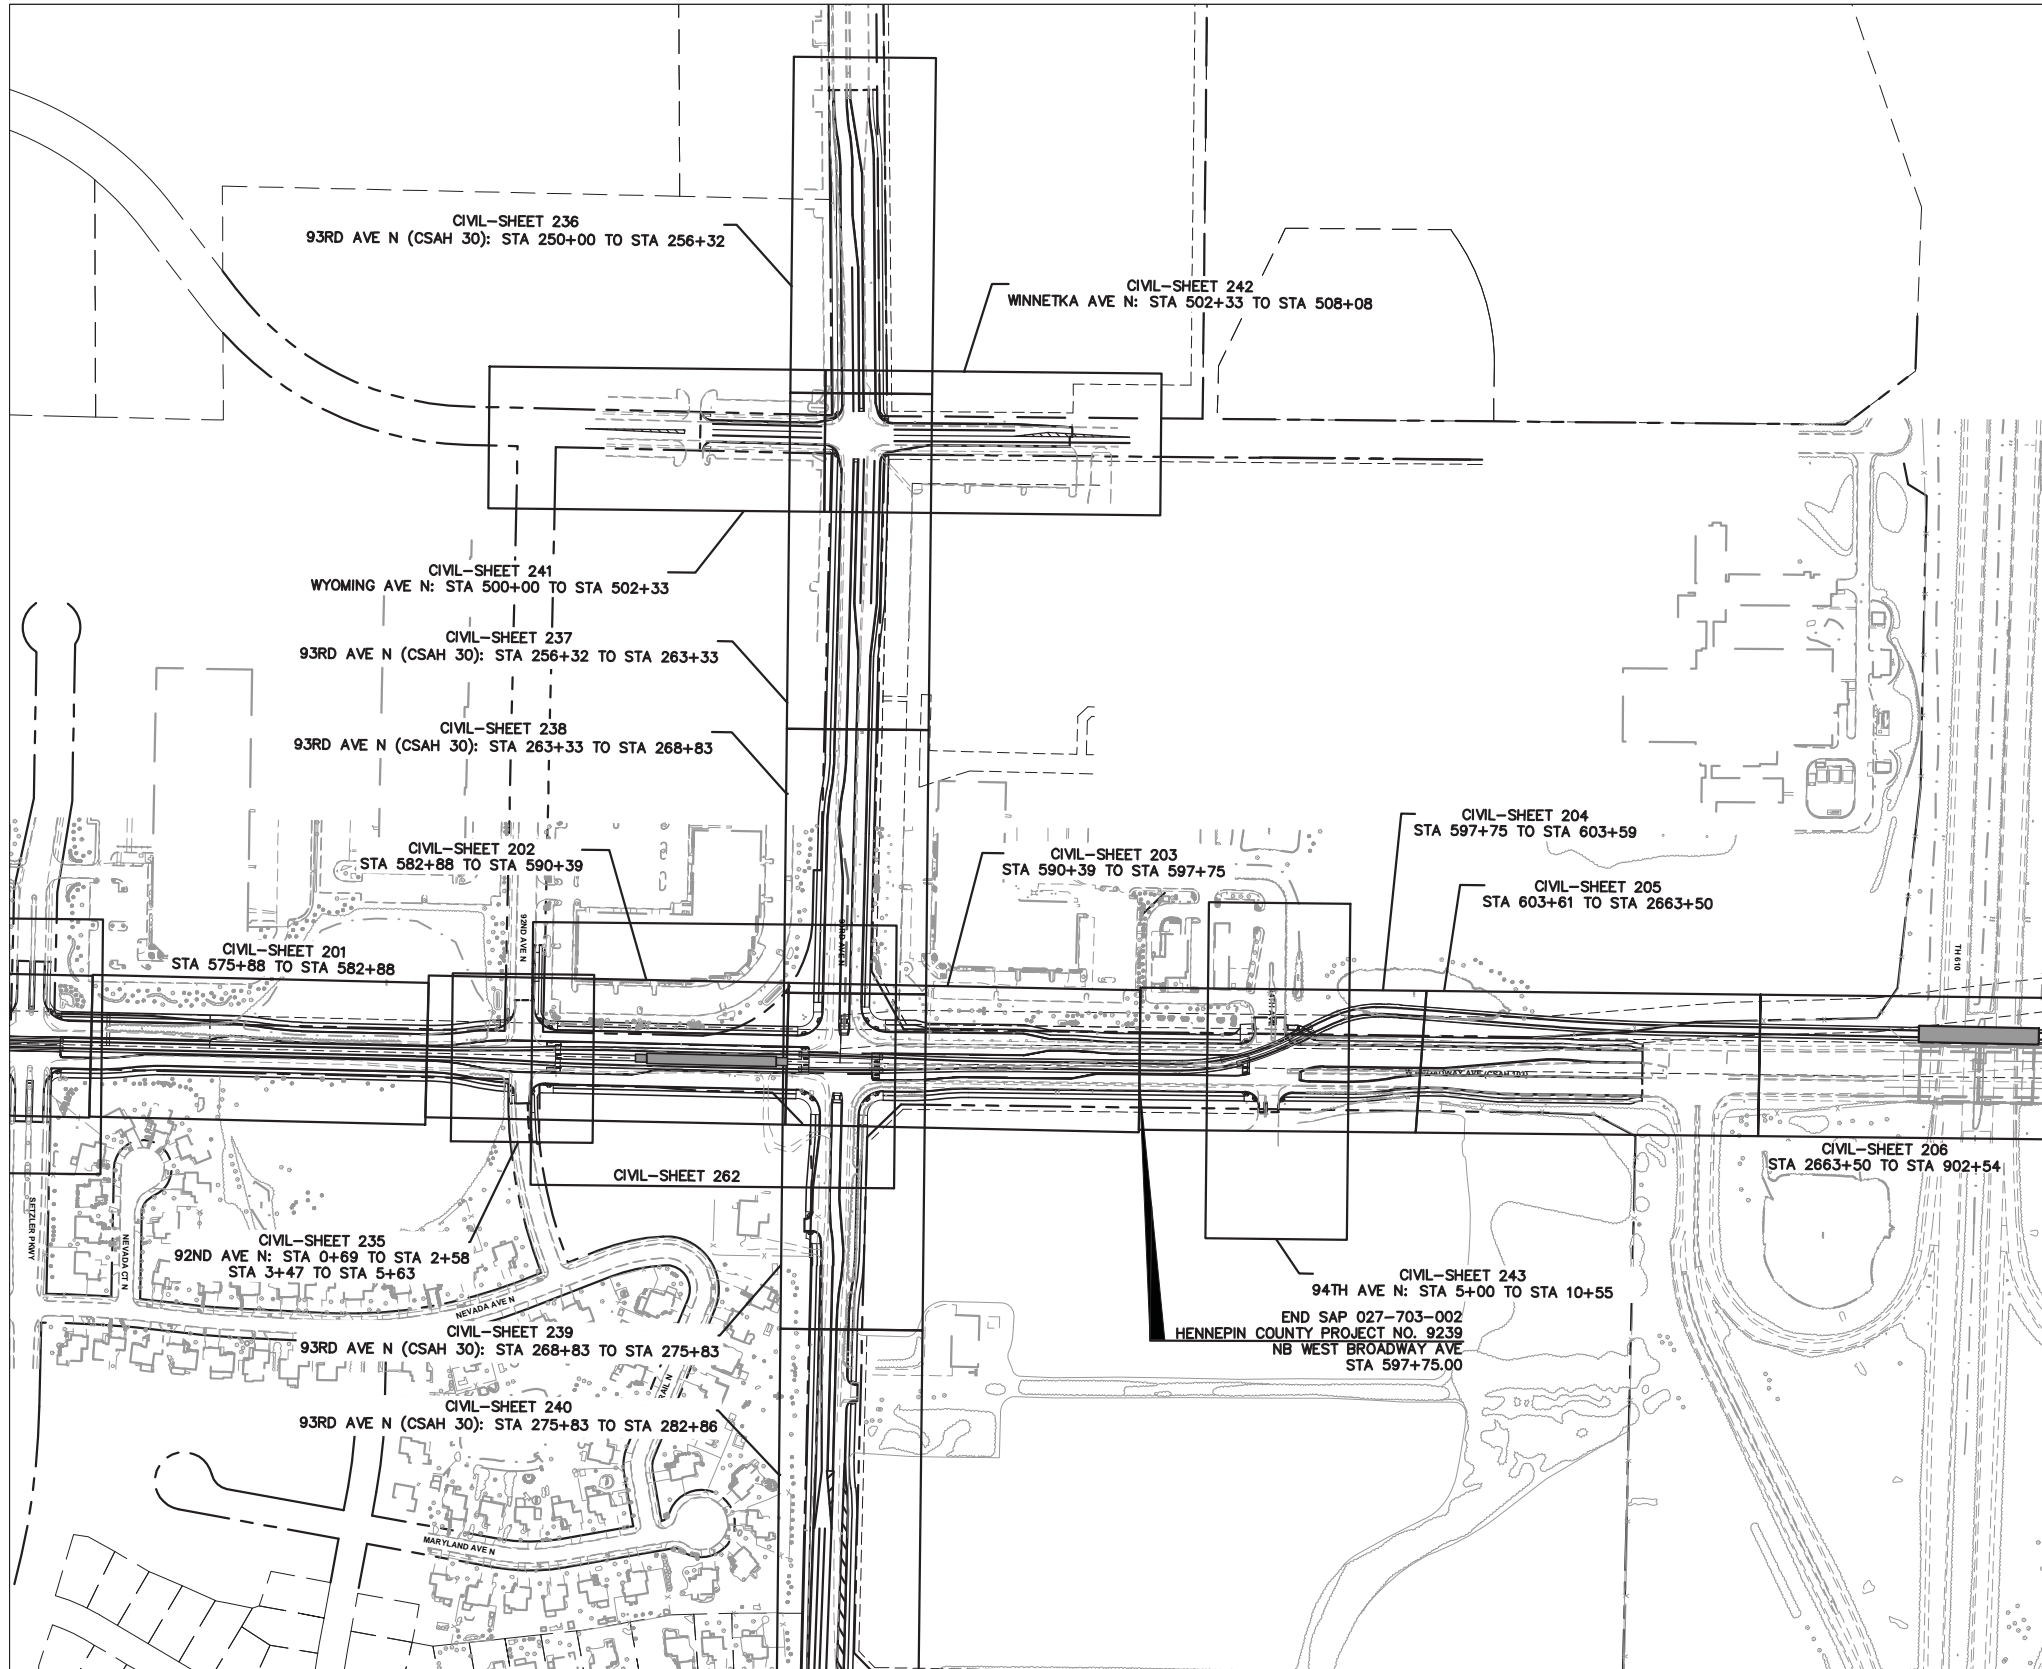 CIVIL-SHEET 236
93RD AVE N (CSAH 30): STA 250+00 TO STA 256+32
CIVIL-SHEET 242
WINNETKA AVE N: STA 502+33 TO STA 508+08
CIVIL-SHEET 241
WYOMING AVE N: STA 500+00 TO STA 502+33
CIVIL-SHEET 237
93RD AVE N (CSAH 30): STA 256+32 TO STA 263+33
CIVIL-SHEET 238
93RD AVE N (CSAH 30): STA 263+33 TO STA 268+83
CIVIL-SHEET 204
STA 597+75 TO STA 603+59
CIVIL-SHEET 202
STA 582+88 TO STA 590+39
CIVIL-SHEET 203
STA 590+39 TO STA 597+75
CIVIL-SHEET 205
STA 603+61 TO STA 2663+50
92ND AVE N
93RD AVE N
TH 610
CIVIL-SHEET 201
STA 575+88 TO STA 582+88
W BROADWAY AVE (CSAH 103)
CIVIL-SHEET 206
STA 2663+50 TO STA 902+54
CIVIL-SHEET 262
SETZLER PKWY
NEVADA CT N
CIVIL-SHEET 235
92ND AVE N: STA 0+69 TO STA 2+58
STA 3+47 TO STA 5+63
CIVIL-SHEET 243
94TH AVE N: STA 5+00 TO STA 10+55
NEVADA AVE N
END SAP 027-703-002
HENNEPIN COUNTY PROJECT NO. 9239
NB WEST BROADWAY AVE
STA 597+75.00
CIVIL-SHEET 239
93RD AVE N (CSAH 30): STA 268+83 TO STA 275+83
RAIL N
CIVIL-SHEET 240
93RD AVE N (CSAH 30): STA 275+83 TO STA 282+86
MARYLAND AVE N